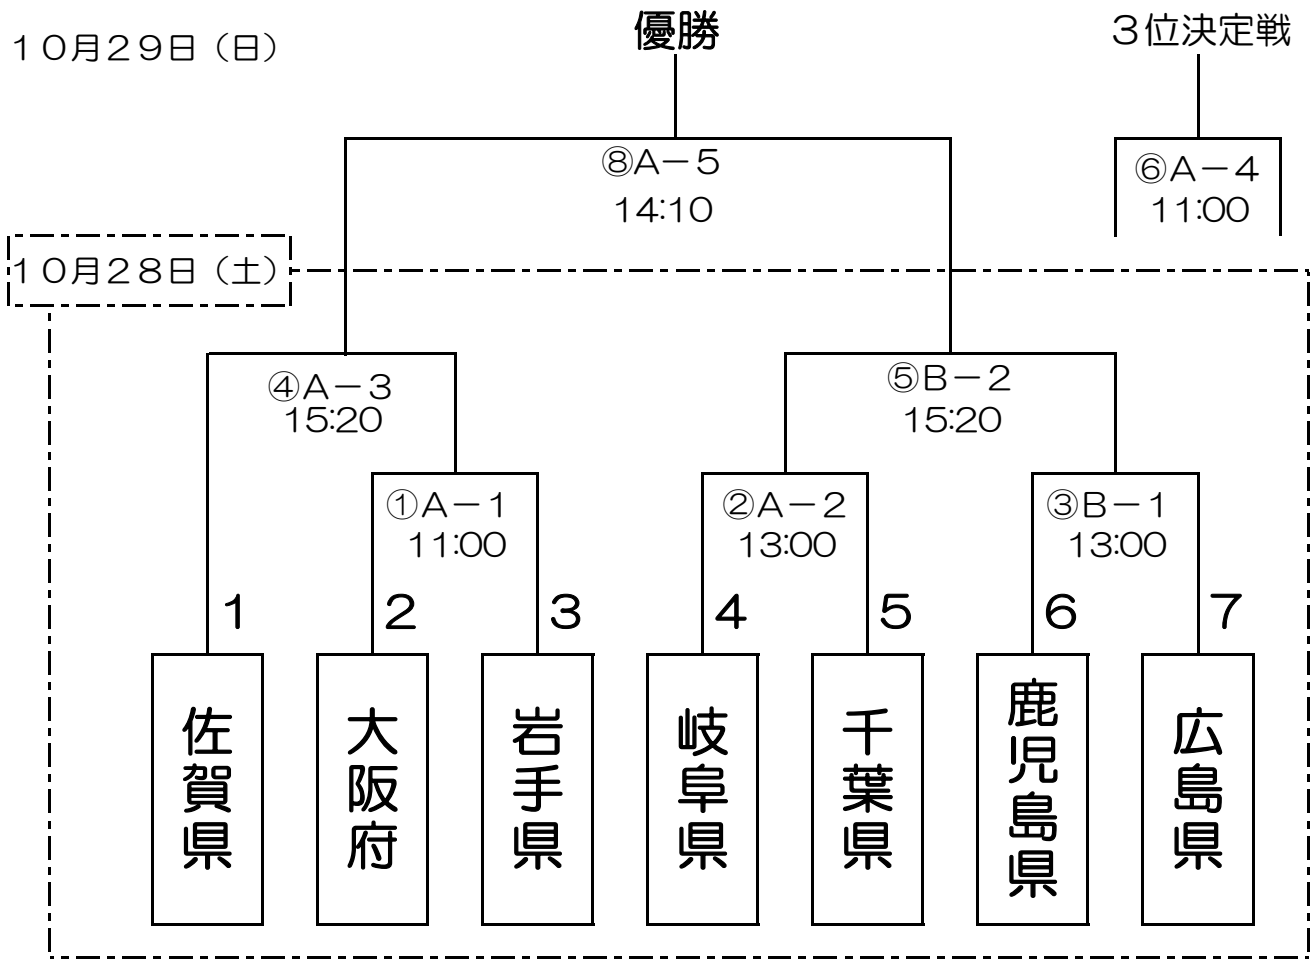 優勝
３位決定戦
１０月２９日（日）
⑧Ａ－５
14:10
⑥Ａ－４
11:00
１０月２８日（土）
④Ａ－３
15:20
⑤Ｂ－２
15:20
①Ａ－１
11:00
②Ａ－２
13:00
③Ｂ－１
13:00
1
2
3
4
5
6
7
佐賀県
大阪府
岩手県
岐阜県
千葉県
鹿児島県
広島県